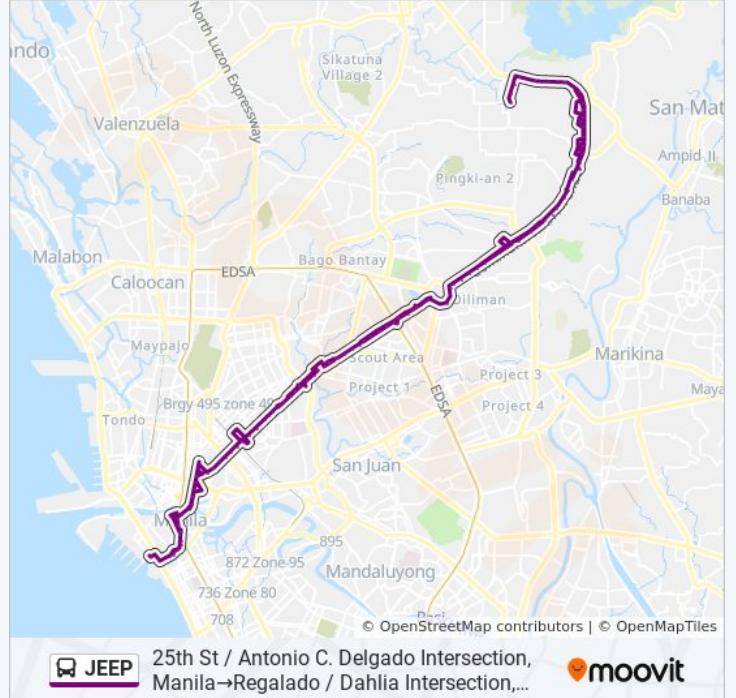 North Luzon Expressway
Sikatuna
Village 2
San Mat
Valenzuela
Ampid II
Pingki-an 2
Banaba
Malabon
Bago Bantay
EDSA
Caloocan
Diliman
Maypajo
Scout Area
Marikina
Project 1
Project 3
EDSA
Maya
Brgy 495 zone 49
Project 4
Tondo
San Juan
Manila
895
872 Zone-95
Mandaluyong
736 Zone 80
708
© OpenStreetMap contributors | © OpenMapTiles
JEEP
25th St / Antonio C. Delgado Intersection,
Manila→Regalado / Dahlia Intersection,...
moovit